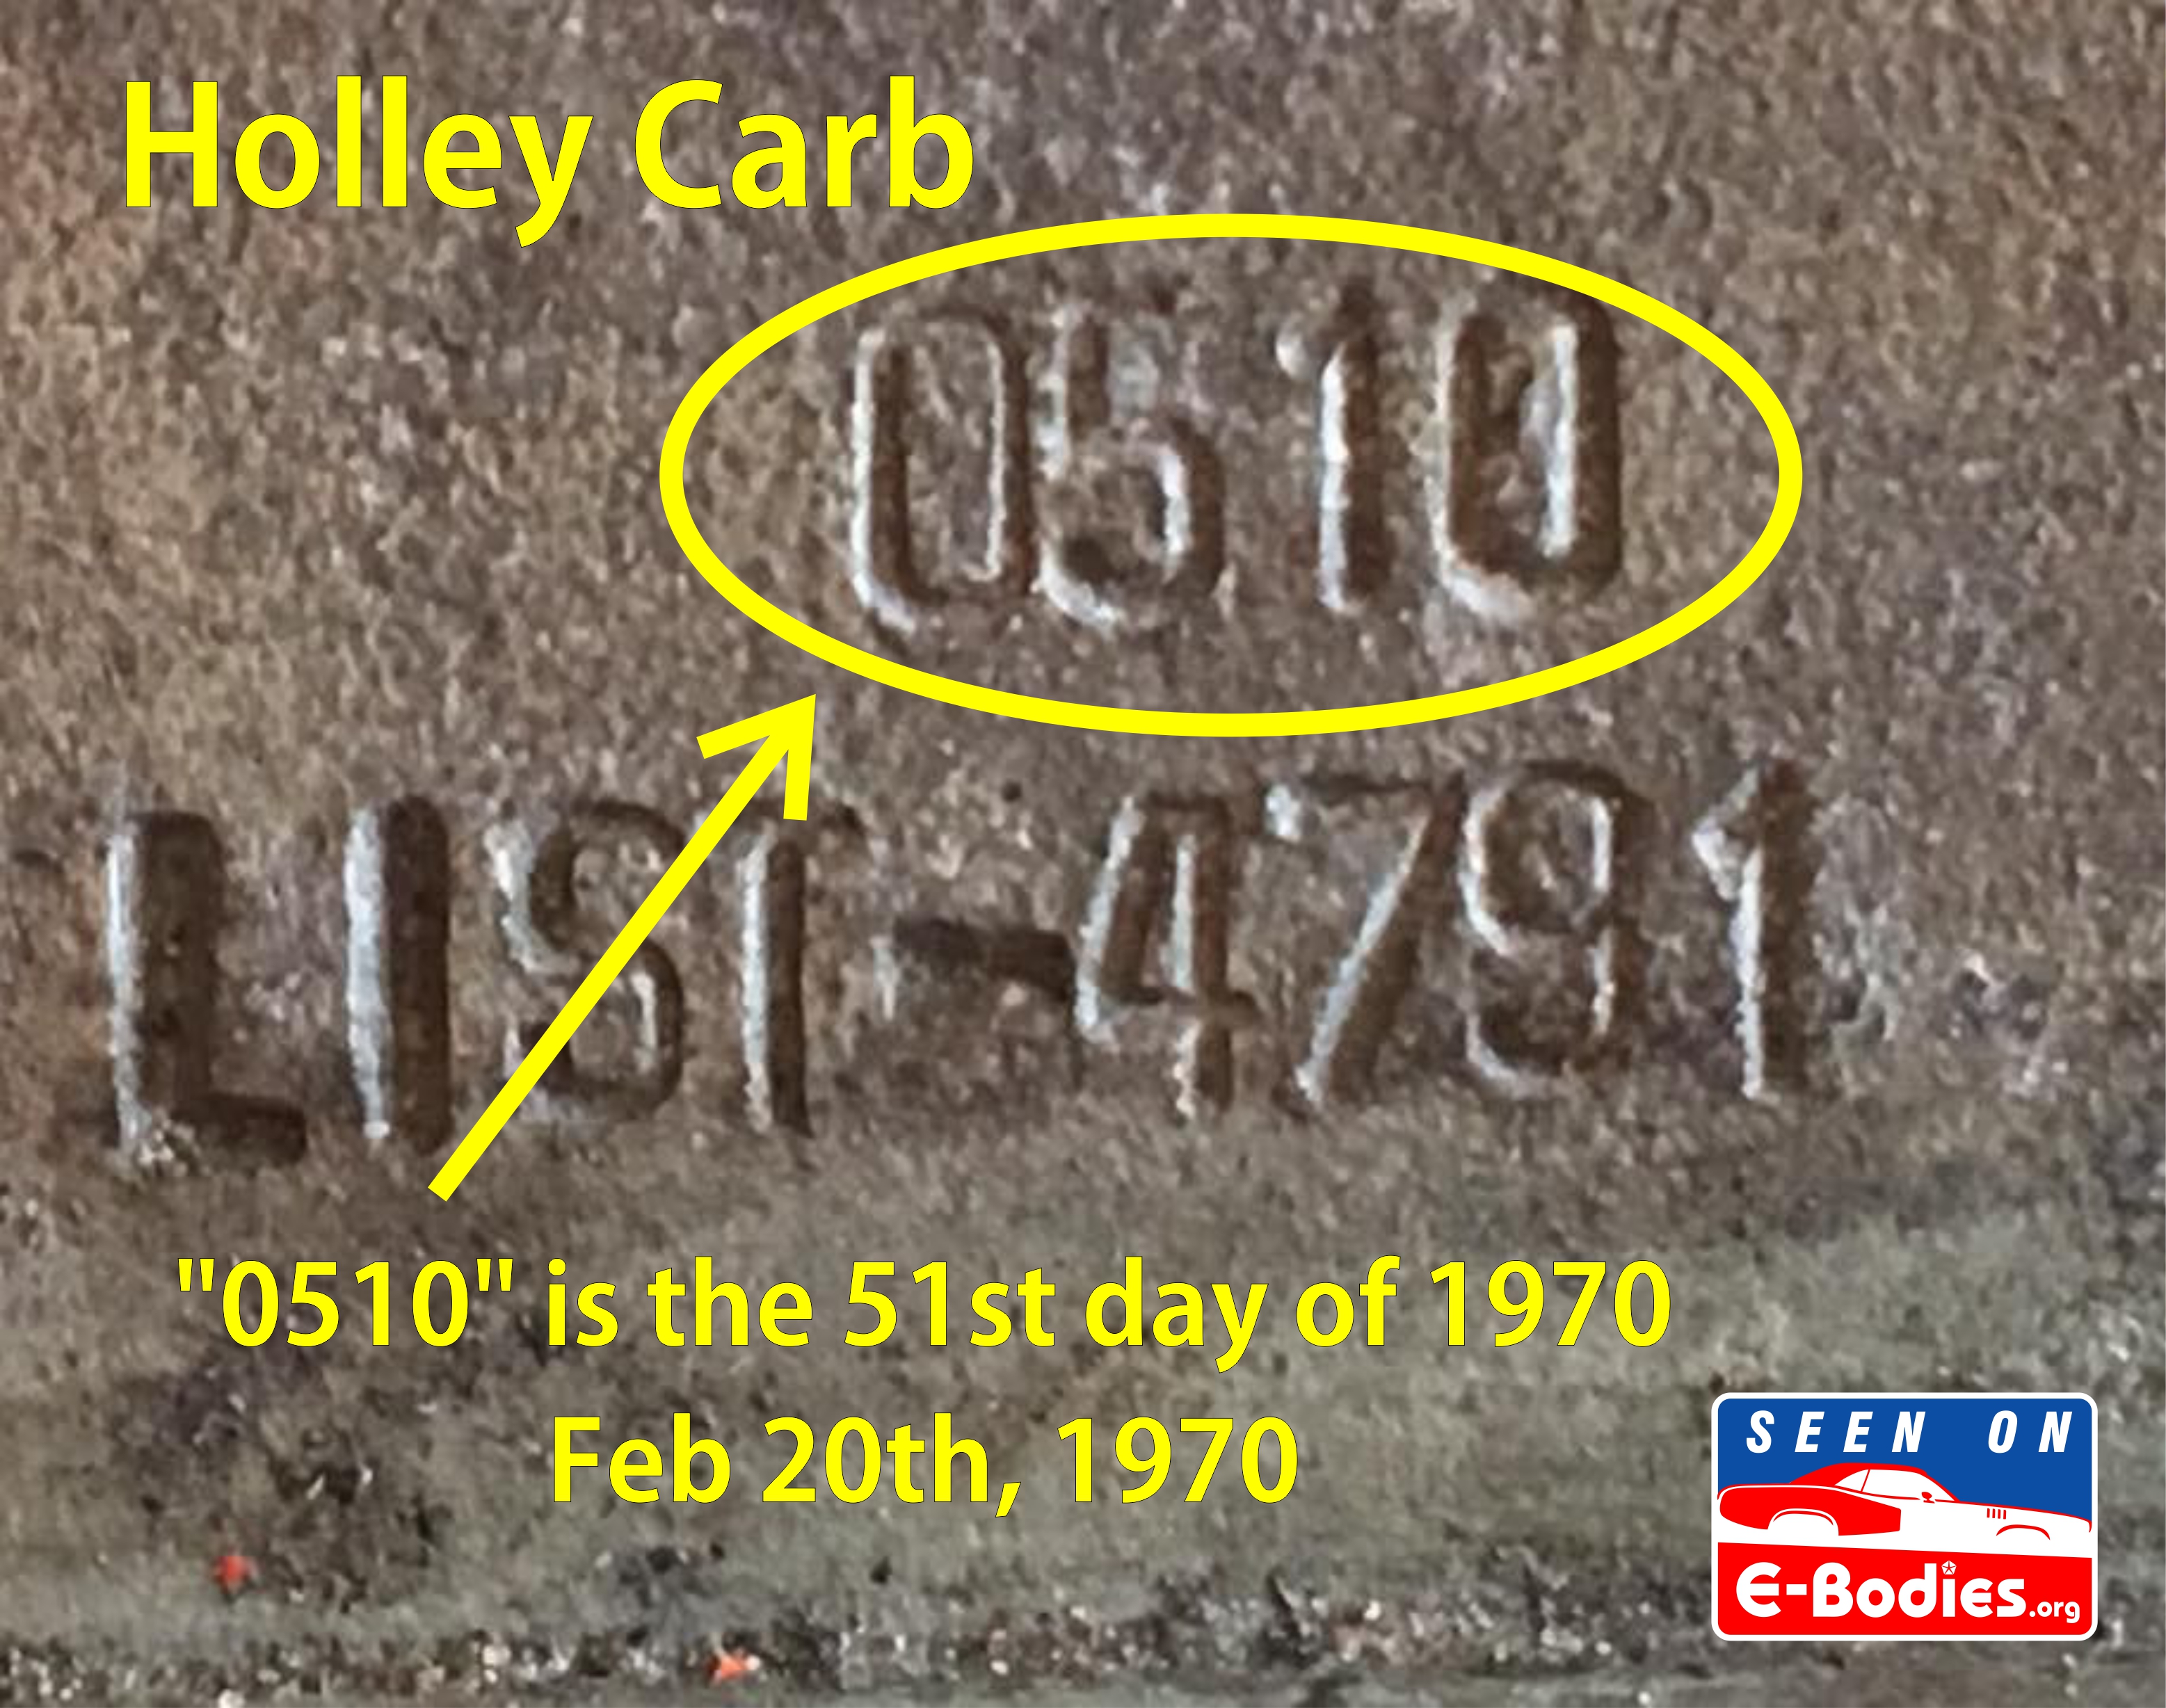 Holley Carb
0510
LIST-4791
"0510" is the 51st day of 1970
Feb 20th, 1970
SEEN ON
E-Bodies.org